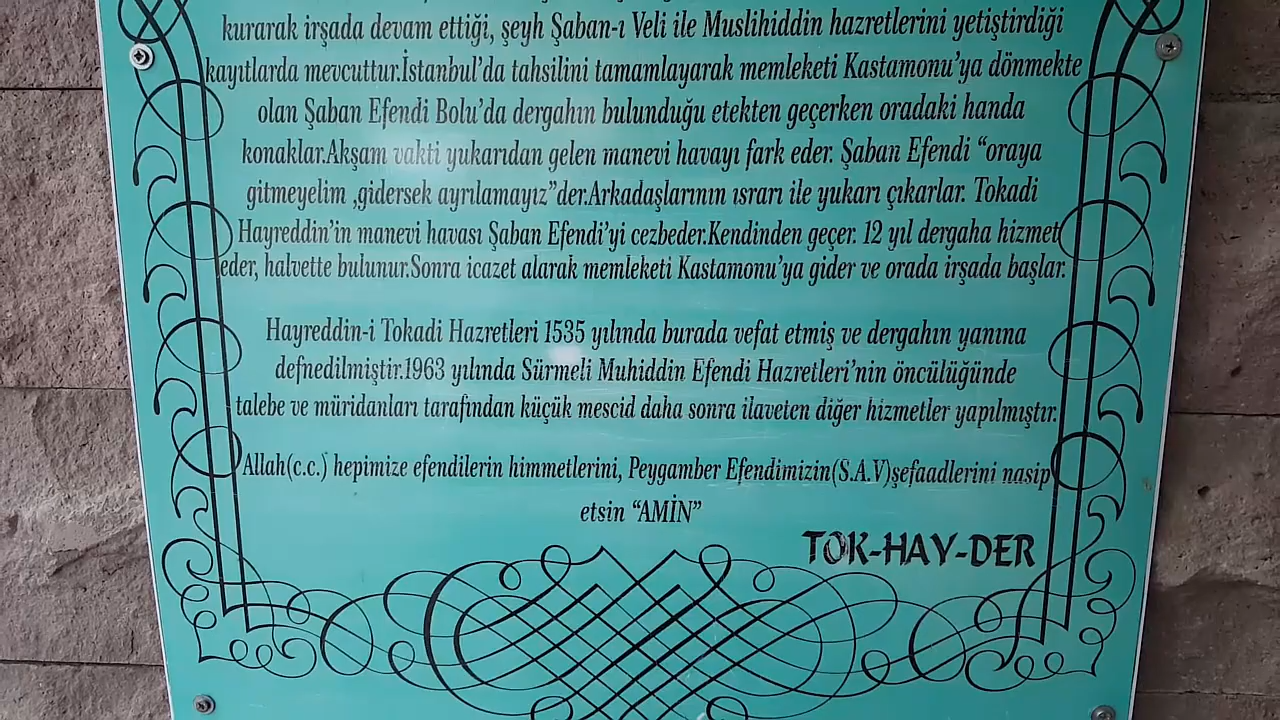 kurarak irşada devam ettiği, şeyh Şaban-ı Veli ile Muslihiddin hazretlerini yetiştirdiği
kayıtlarda mevcuttur.İstanbul'da tahsilini tamamlayarak memleketi Kastamonu'ya dönmekte
olan Şaban Efendi Bolu'da dergahın bulunduğu etekten geçerken oradaki handa
konaklar.Akşam vakti yukarıdan gelen manevi havayı fark eder. Şaban Efendi “oraya
gitmeyelim ,gidersek ayrılamayız”der.Arkadaşlarının ısrarı ile yukarı çıkarlar. Tokadi
Hayreddin'in manevi havası Şaban Efendi'yi cezbeder.Kendinden geçer. 12 yıl dergaha hizmet
eder, halvette bulunur.Sonra icazet alarak memleketi Kastamonu'ya gider ve orada irşada başlar.
Hayreddin-i Tokadi Hazretleri 1535 yılında burada vefat etmiş ve dergahın yanına
defnedilmiştir.1963 yılında Sürmeli Muhiddin Efendi Hazretleri'nin öncülüğünde
talebe ve müridanları tarafından küçük mescid daha sonra ilaveten diğer hizmetler yapılmıştır.
Allah(c.c.) hepimize efendilerin himmetlerini, Peygamber Efendimizin(S.A.V)şefaadlerini nasip
etsin “AMİN”
TOK-HAY-DER